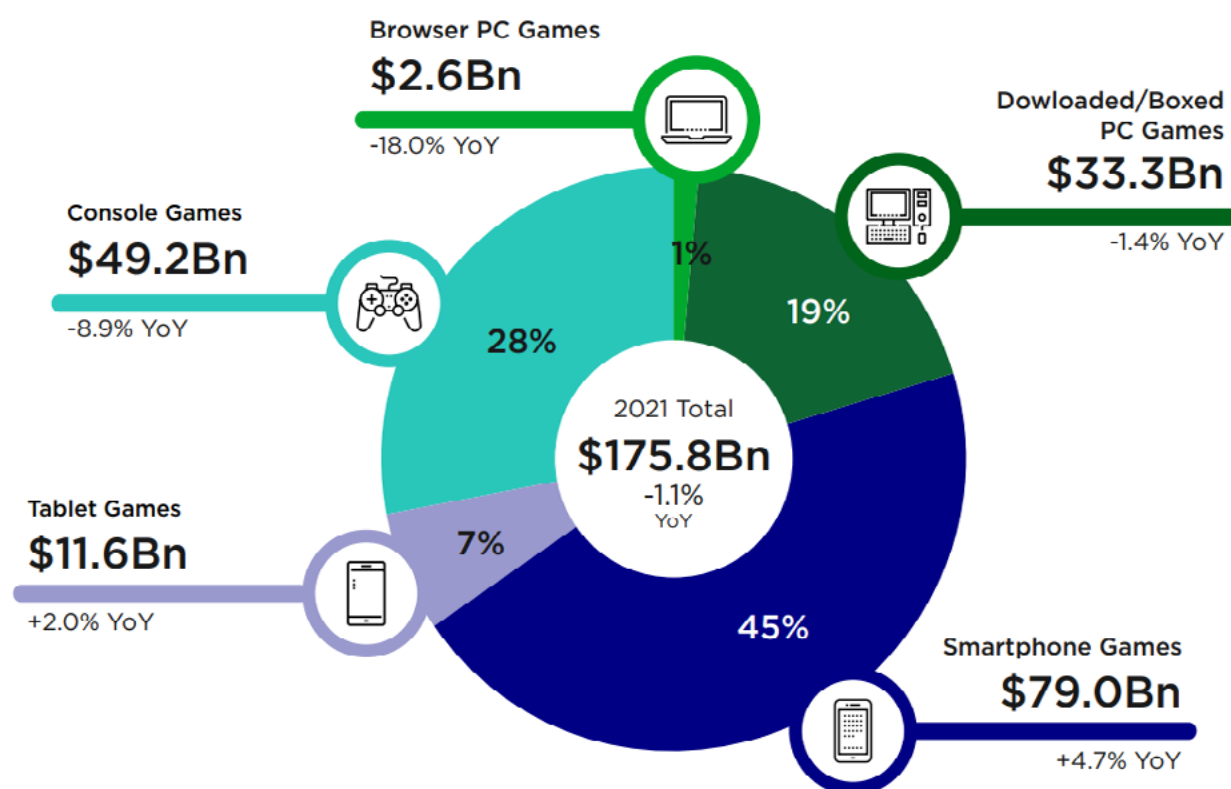 Browser PC Games
$2.6Bn
-18.0% YoY
Dowloaded/Boxed
PC Games
$33.3Bn
-1.4% YoY
Console Games
$49.2Bn
-8.9% YoY
1%
19%
28%
2021 Total
$175.8Bn
-1.1%
YoY
Tablet Games
$11.6Bn
+2.0% YoY
7%
45%
Smartphone Games
$79.0Bn
+4.7% YoY